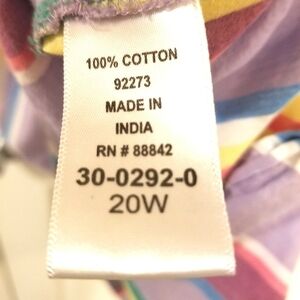 100% COTTON
92273
MADE IN
INDIA
RN # 88842
30-0292-0
20W